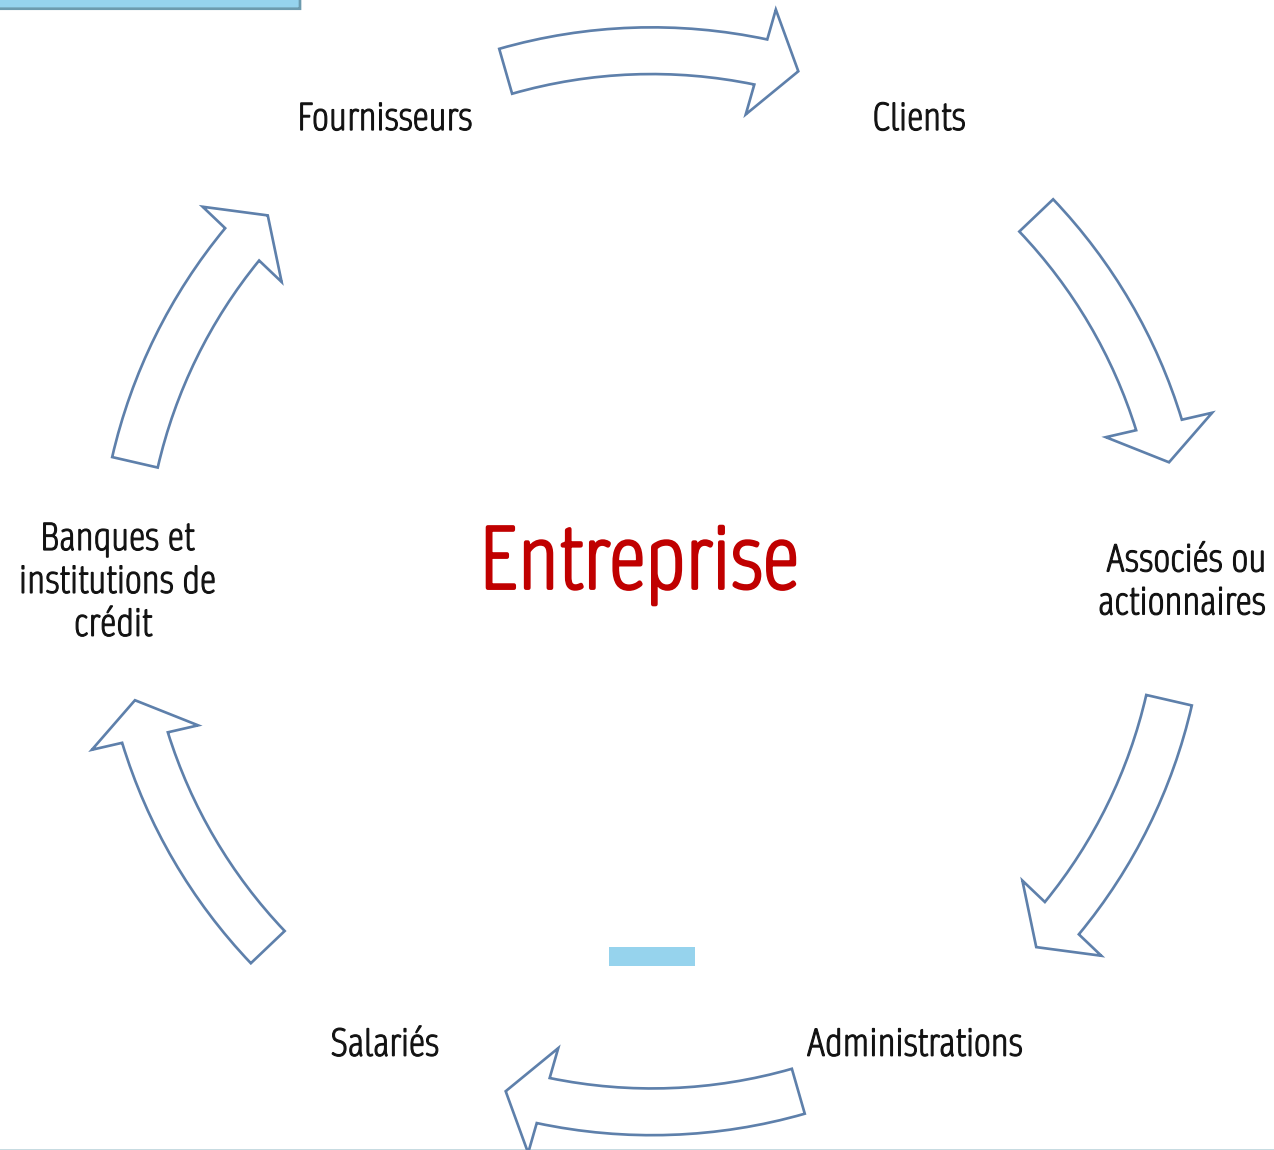 Fournisseurs
Clients
Banques et
institutions de
crédit
Entreprise
Associés ou
actionnaires
Salariés
Administrations